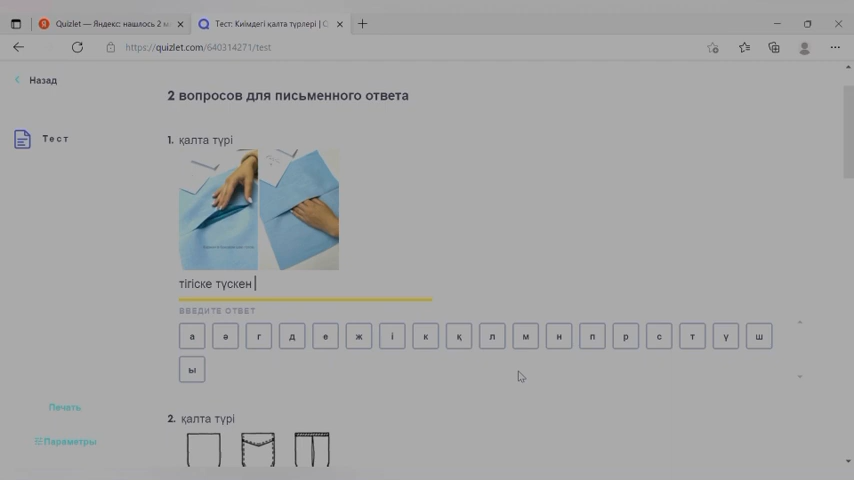 Quizlet — Яндекс: нашлось 2 м
Тест: Киімдегі қалта түрлері | Q
https://quizlet.com/640314271/test
Назад
Тест
2 вопросов для письменного ответа
1. қалта түрі
тігіске түскен
ВВЕДИТЕ ОТВЕТ
а ә г д е ж і к қ л м н п р с т ү ш
ы
Печать
Параметры
2. қалта түрі